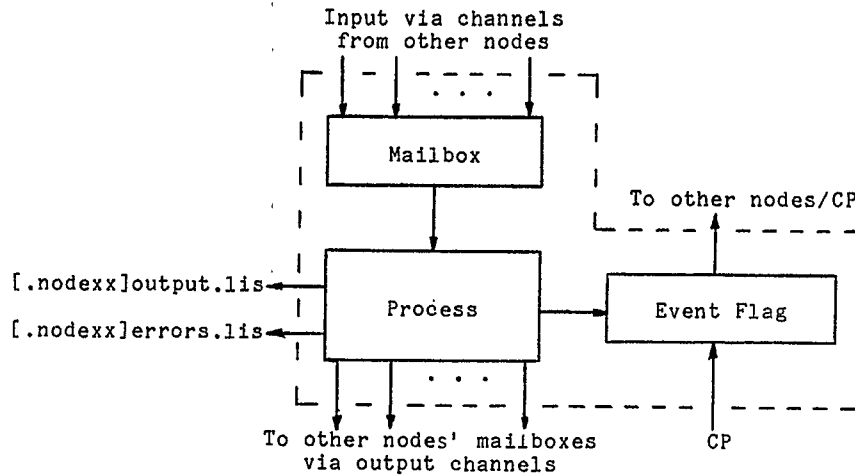 Input via channels
from other nodes
. . .
Mailbox
To other nodes/CP
[.nodexx]output.lis
Process
Event Flag
[.nodexx]errors.lis
. . .
To other nodes' mailboxes
via output channels
CP